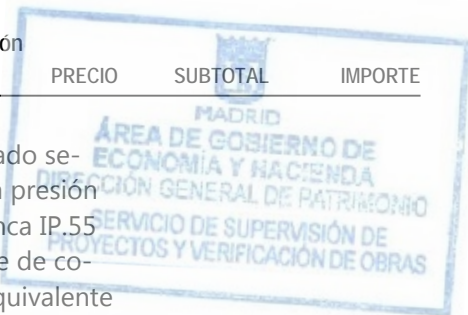 ón
PRECIO SUBTOTAL IMPORTE
MADRID
ÁREA DE GOBIERNO DE
ECONOMÍA Y HACIENDA
DIRECCIÓN GENERAL DE PATRIMONIO
SERVICIO DE SUPERVISIÓN DE
PROYECTOS Y VERIFICACIÓN DE OBRAS
ado se-
presión
nca IP.55
e de co-
quivalente